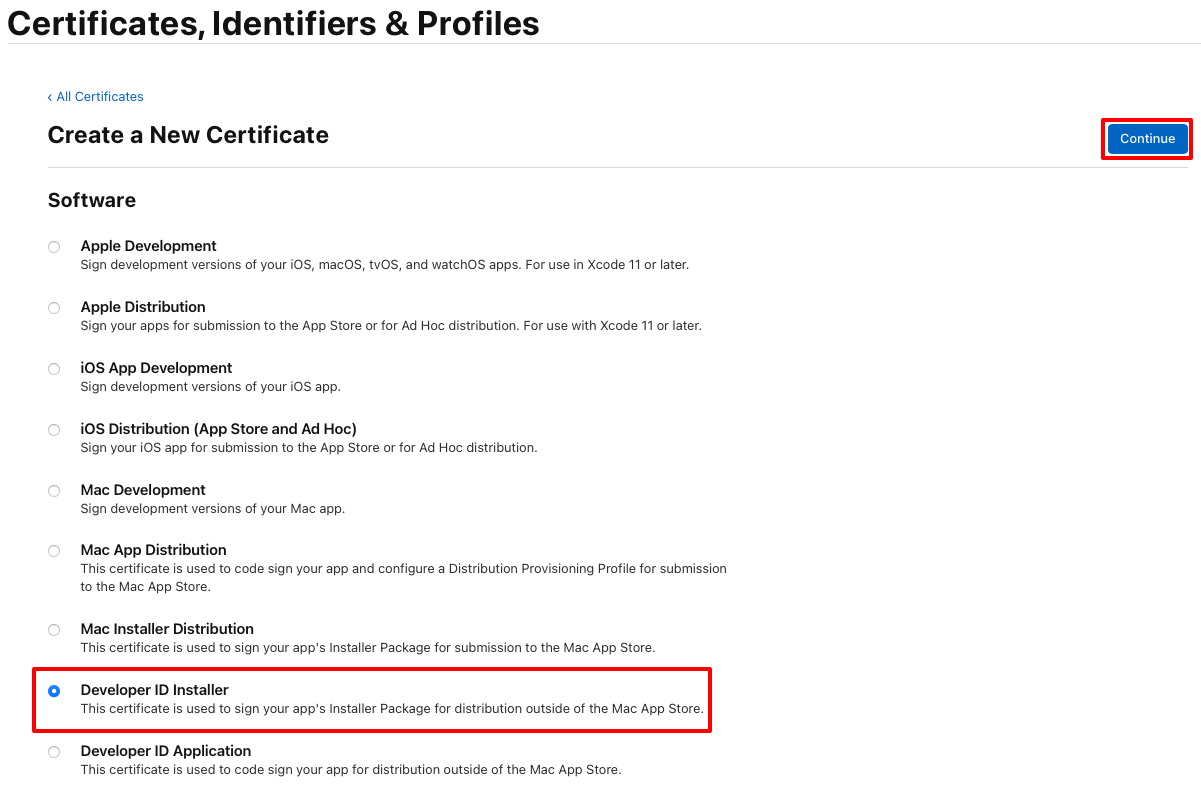 Certificates, Identifiers & Profiles
‹ All Certificates
Create a New Certificate
Continue
Software
Apple Development
Sign development versions of your iOS, macOS, tvOS, and watchOS apps. For use in Xcode 11 or later.
Apple Distribution
Sign your apps for submission to the App Store or for Ad Hoc distribution. For use with Xcode 11 or later.
iOS App Development
Sign development versions of your iOS app.
iOS Distribution (App Store and Ad Hoc)
Sign your iOS app for submission to the App Store or for Ad Hoc distribution.
Mac Development
Sign development versions of your Mac app.
Mac App Distribution
This certificate is used to code sign your app and configure a Distribution Provisioning Profile for submission
to the Mac App Store.
Mac Installer Distribution
This certificate is used to sign your app's Installer Package for submission to the Mac App Store.
Developer ID Installer
This certificate is used to sign your app's Installer Package for distribution outside of the Mac App Store.
Developer ID Application
This certificate is used to code sign your app for distribution outside of the Mac App Store.